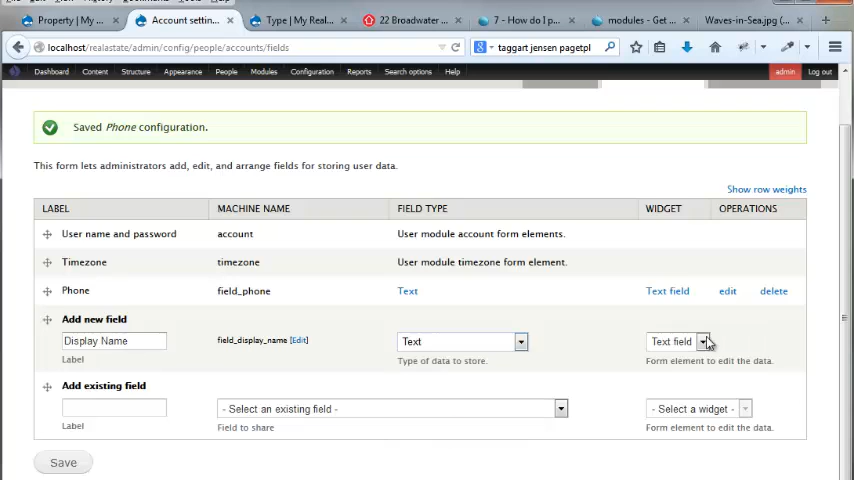 Property | My ...
Account settin...
Type | My Real...
22 Broadwater ...
7 - How do I p...
modules - Get ...
Waves-in-Sea.jpg (...
localhost/realastate/admin/config/people/accounts/fields
taggart jensen pagetpl
Dashboard Content Structure Appearance People Modules Configuration Reports Search options Help admin Log out
Saved Phone configuration.
This form lets administrators add, edit, and arrange fields for storing user data.
Show row weights
LABEL MACHINE NAME FIELD TYPE WIDGET OPERATIONS
User name and password account User module account form elements.
Timezone timezone User module timezone form element.
Phone field_phone Text Text field edit delete
Add new field
Display Name field_display_name [Edit] Text Text field
Label Type of data to store. Form element to edit the data.
Add existing field
- Select an existing field - - Select a widget -
Label Field to share Form element to edit the data.
Save